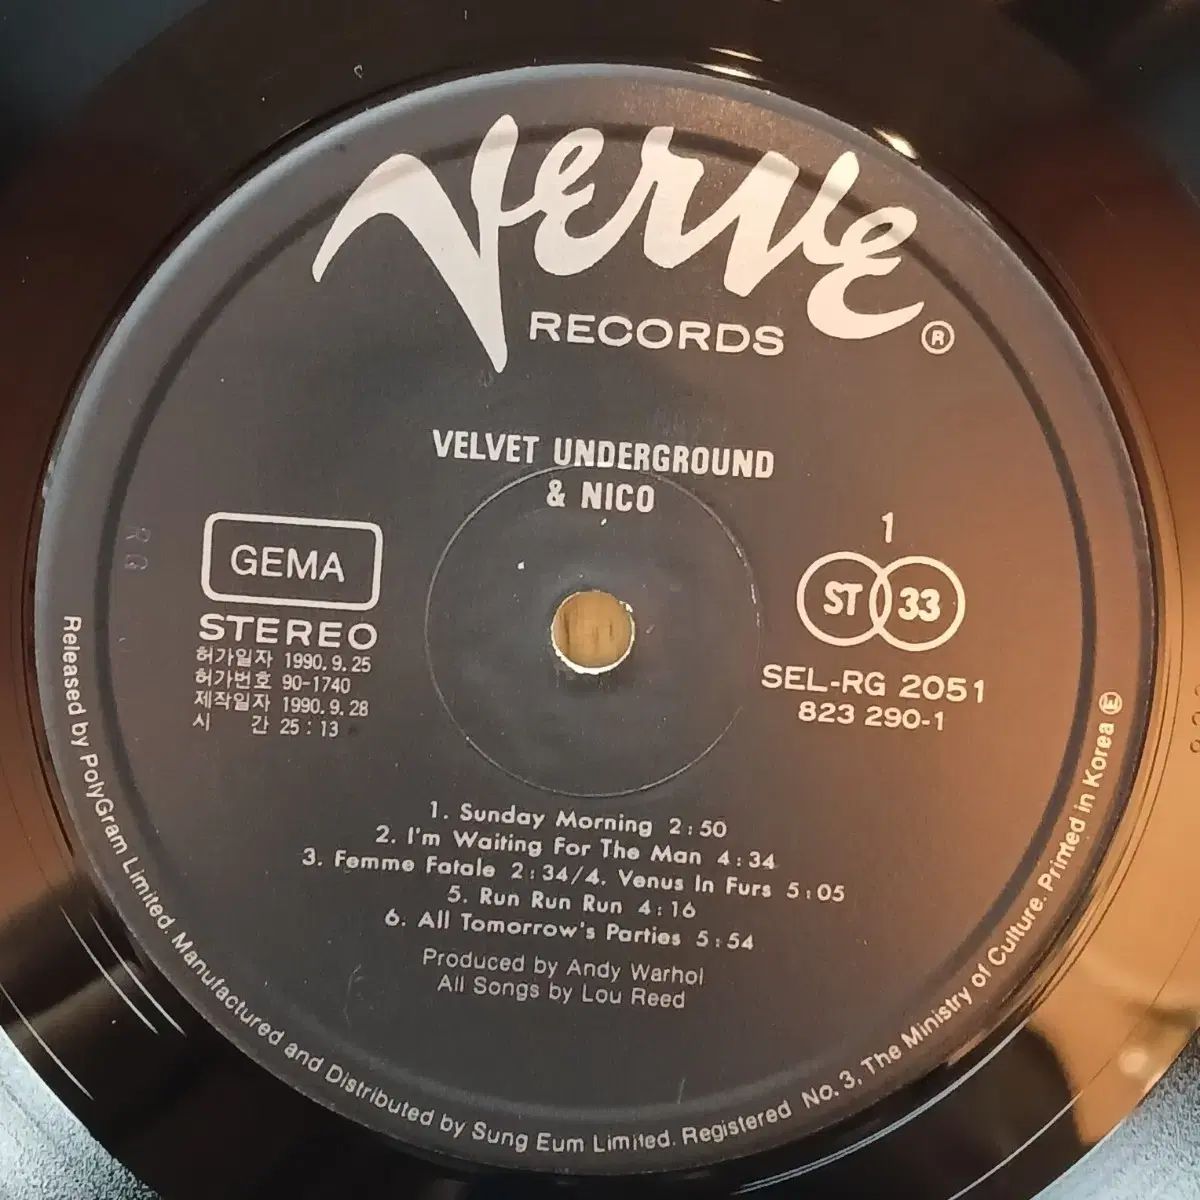 Verve
RECORDS ®
VELVET UNDERGROUND
& NICO
GEMA
STEREO
허가일자 1990. 9. 25
허가번호 90-1740
제작일자 1990. 9. 28
시 간 25 : 13
1
ST 33
SEL-RG 2051
823 290-1
1. Sunday Morning 2:50
2. I'm Waiting For The Man 4:34
3. Femme Fatale 2:34/4. Venus In Furs 5:05
5. Run Run Run 4:16
6. All Tomorrow's Parties 5:54
Produced by Andy Warhol
All Songs by Lou Reed
Released by PolyGram Limited. Manufactured and Distributed by Sung Eum Limited. Registered No. 3, The Ministry of Culture. Printed in Korea Ⓔ
RG